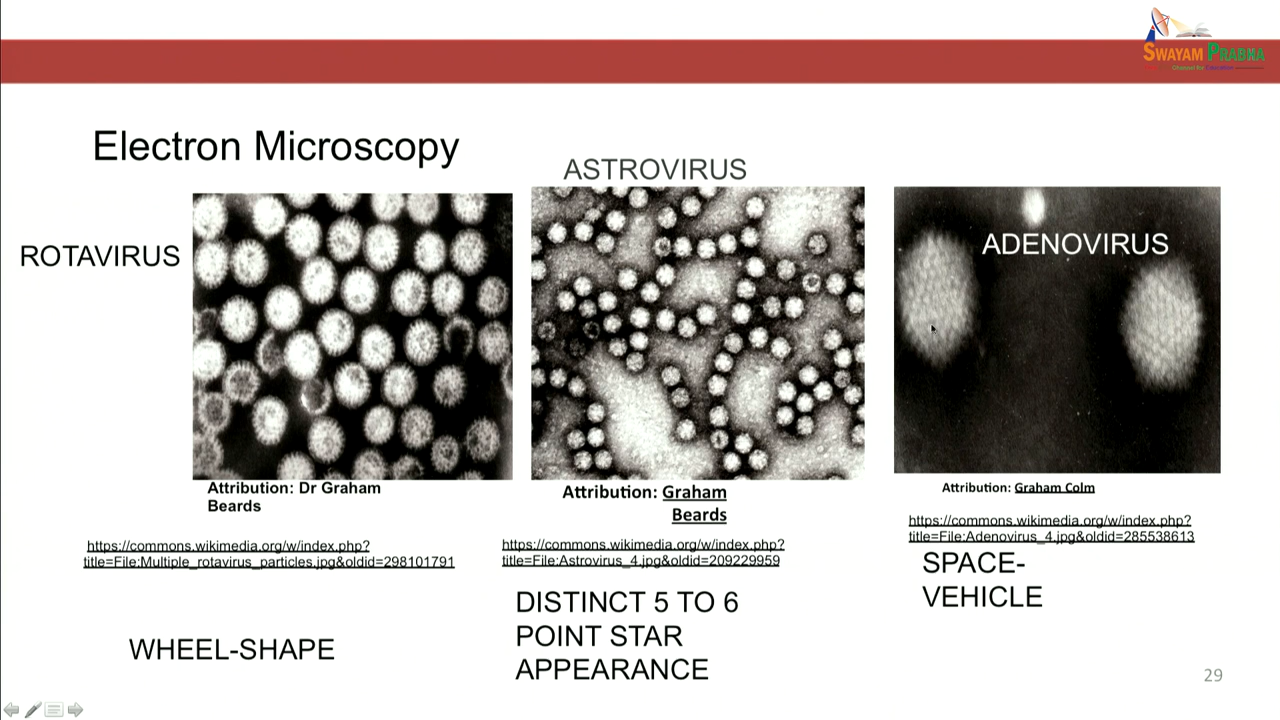 SWAYAM PRABHA
Electron Microscopy
ASTROVIRUS
ROTAVIRUS
ADENOVIRUS
Attribution: Dr Graham
Beards
https://commons.wikimedia.org/w/index.php?
title=File:Multiple_rotavirus_particles.jpg&oldid=298101791
WHEEL-SHAPE
Attribution: Graham
Beards
https://commons.wikimedia.org/w/index.php?
title=File:Astrovirus_4.jpg&oldid=209229959
DISTINCT 5 TO 6
POINT STAR
APPEARANCE
Attribution: Graham Colm
https://commons.wikimedia.org/w/index.php?
title=File:Adenovirus_4.jpg&oldid=285538613
SPACE-
VEHICLE
29